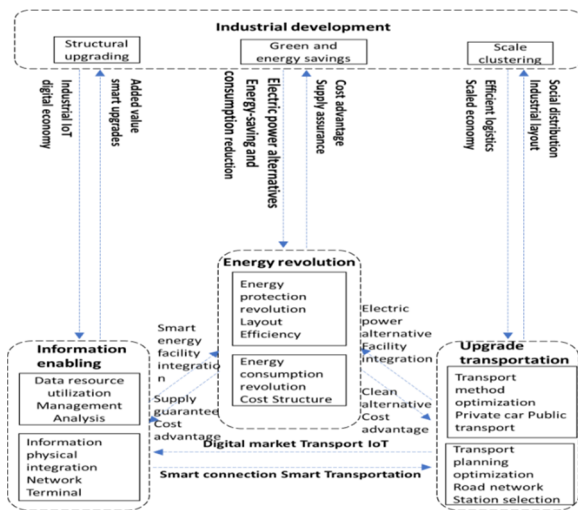 Industrial development
Structural
upgrading
Green and
energy savings
Scale
clustering
Industrial IoT
digital economy
Added value
smart upgrades
Electric power alternatives
Energy-saving and
consumption reduction
Cost advantage
Supply assurance
Efficient logistics
Scaled economy
Social distribution
Industrial layout
Energy revolution
Energy
protection
revolution
Layout
Efficiency
Energy
consumption
revolution
Cost Structure
Smart
energy
facility
integratio
n
Supply
guarantee
Cost
advantage
Electric
power
alternative
Facility
Integration
Clean
alternative
Cost
advantage
Information
enabling
Data resource
utilization
Management
Analysis
Information
physical
integration
Network
Terminal
Upgrade
transportation
Transport
method
optimization
Private car Public
transport
Transport
planning
optimization
Road network
Station selection
Digital market Transport IoT
Smart connection Smart Transportation